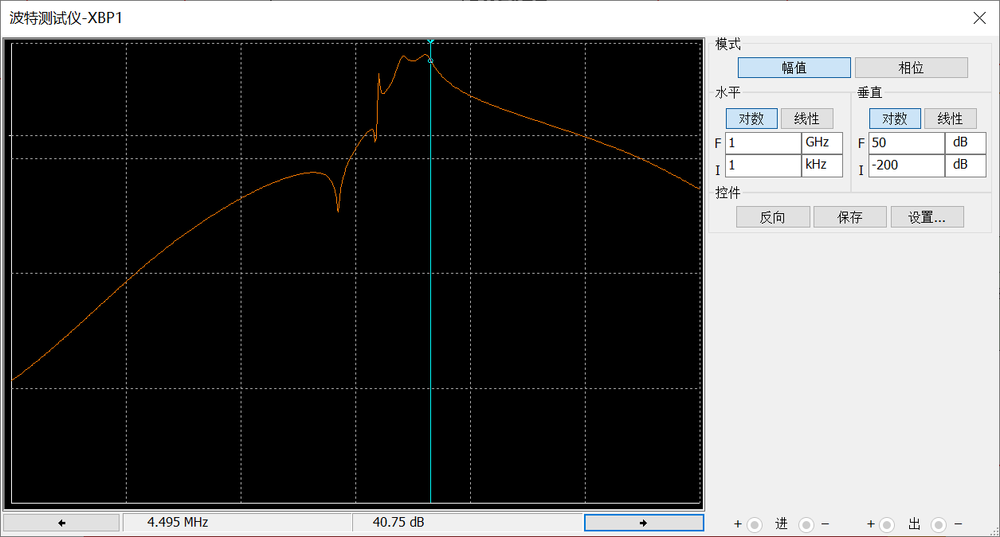 波特测试仪-XBP1
模式
幅值 相位
水平 垂直
对数 线性 对数 线性
F 1 GHz F 50 dB
I 1 kHz I -200 dB
控件
反向 保存 设置...
4.495 MHz 40.75 dB
+ 进 − + 出 −